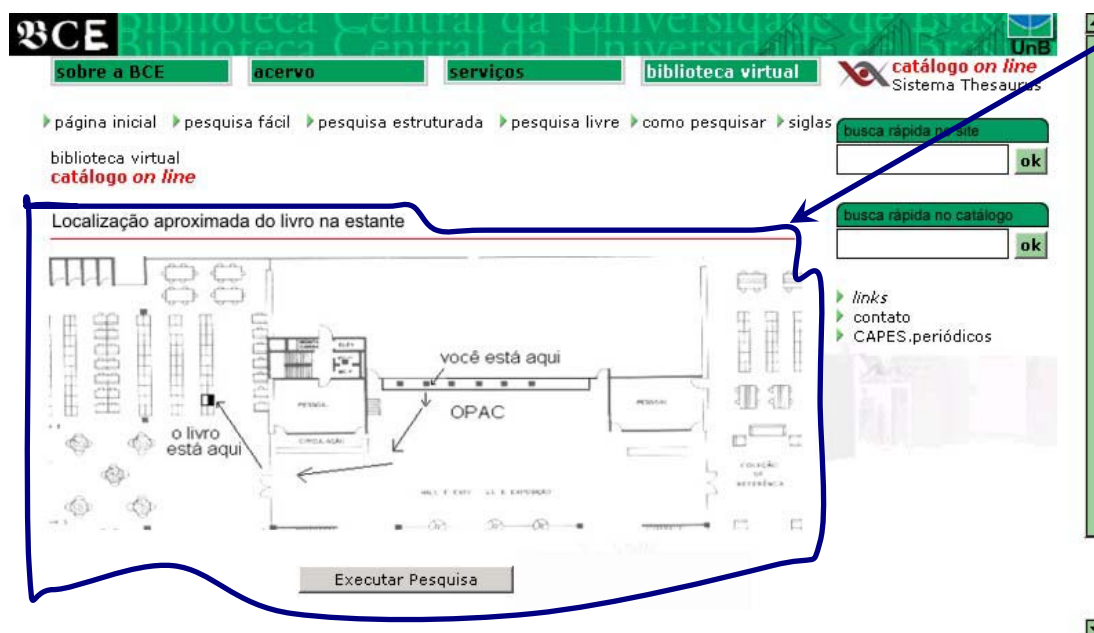 BCE Biblioteca Central da Universidade de Bras
UnB
sobre a BCE
acervo
serviços
biblioteca virtual
catálogo on line
Sistema Thesaurus
página inicial pesquisa fácil pesquisa estruturada pesquisa livre como pesquisar siglas
busca rápida no site
ok
biblioteca virtual
catálogo on line
busca rápida no catálogo
ok
Localização aproximada do livro na estante
links
contato
CAPES.periódicos
você está aqui
OPAC
o livro
está aqui
PESSOAL
CIRCULAÇÃO
PESSOAL
COLEÇÃO
DE
REFERÊNCIA
Executar Pesquisa